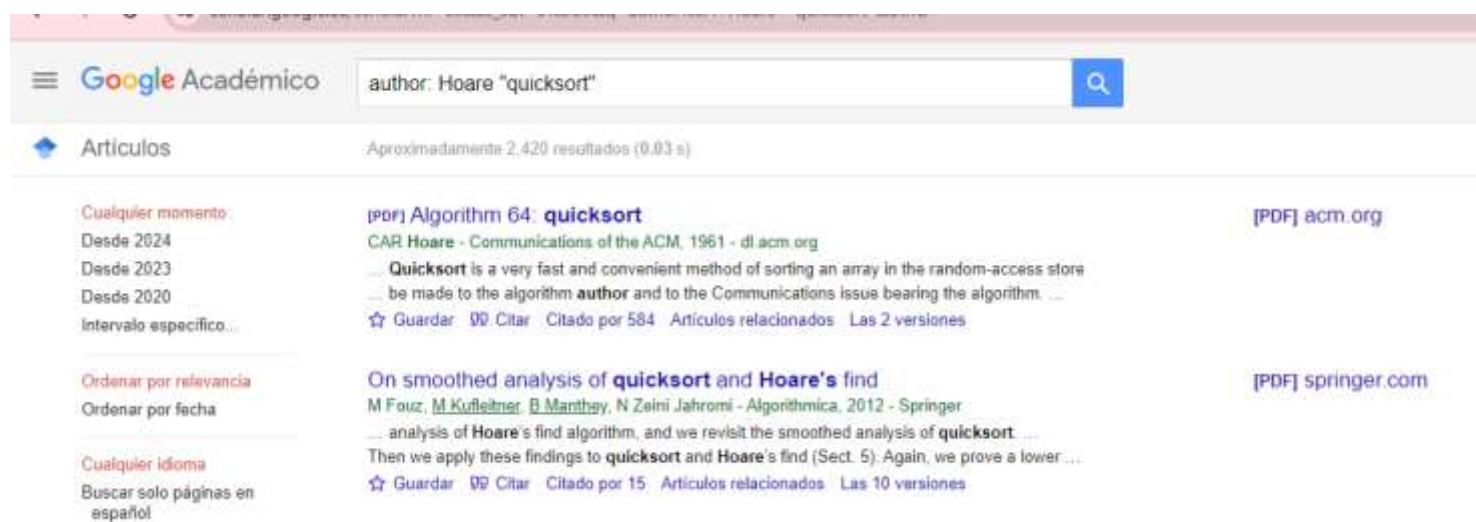 Google Académico
author: Hoare "quicksort"
Artículos
Aproximadamente 2,420 resultados (0.03 s)
Cualquier momento
Desde 2024
Desde 2023
Desde 2020
Intervalo específico...
Ordenar por relevancia
Ordenar por fecha
Cualquier idioma
Buscar solo páginas en
español
[PDF] Algorithm 64: quicksort
[PDF] acm.org
CAR Hoare - Communications of the ACM, 1961 - dl.acm.org
... Quicksort is a very fast and convenient method of sorting an array in the random-access store
... be made to the algorithm author and to the Communications issue bearing the algorithm. ...
Guardar Citar Citado por 584 Artículos relacionados Las 2 versiones
On smoothed analysis of quicksort and Hoare's find
[PDF] springer.com
M Fouz, M Kufleitner, B Manthey, N Zeini Jahromi - Algorithmica, 2012 - Springer
... analysis of Hoare's find algorithm, and we revisit the smoothed analysis of quicksort. ...
Then we apply these findings to quicksort and Hoare's find (Sect. 5). Again, we prove a lower ...
Guardar Citar Citado por 15 Artículos relacionados Las 10 versiones